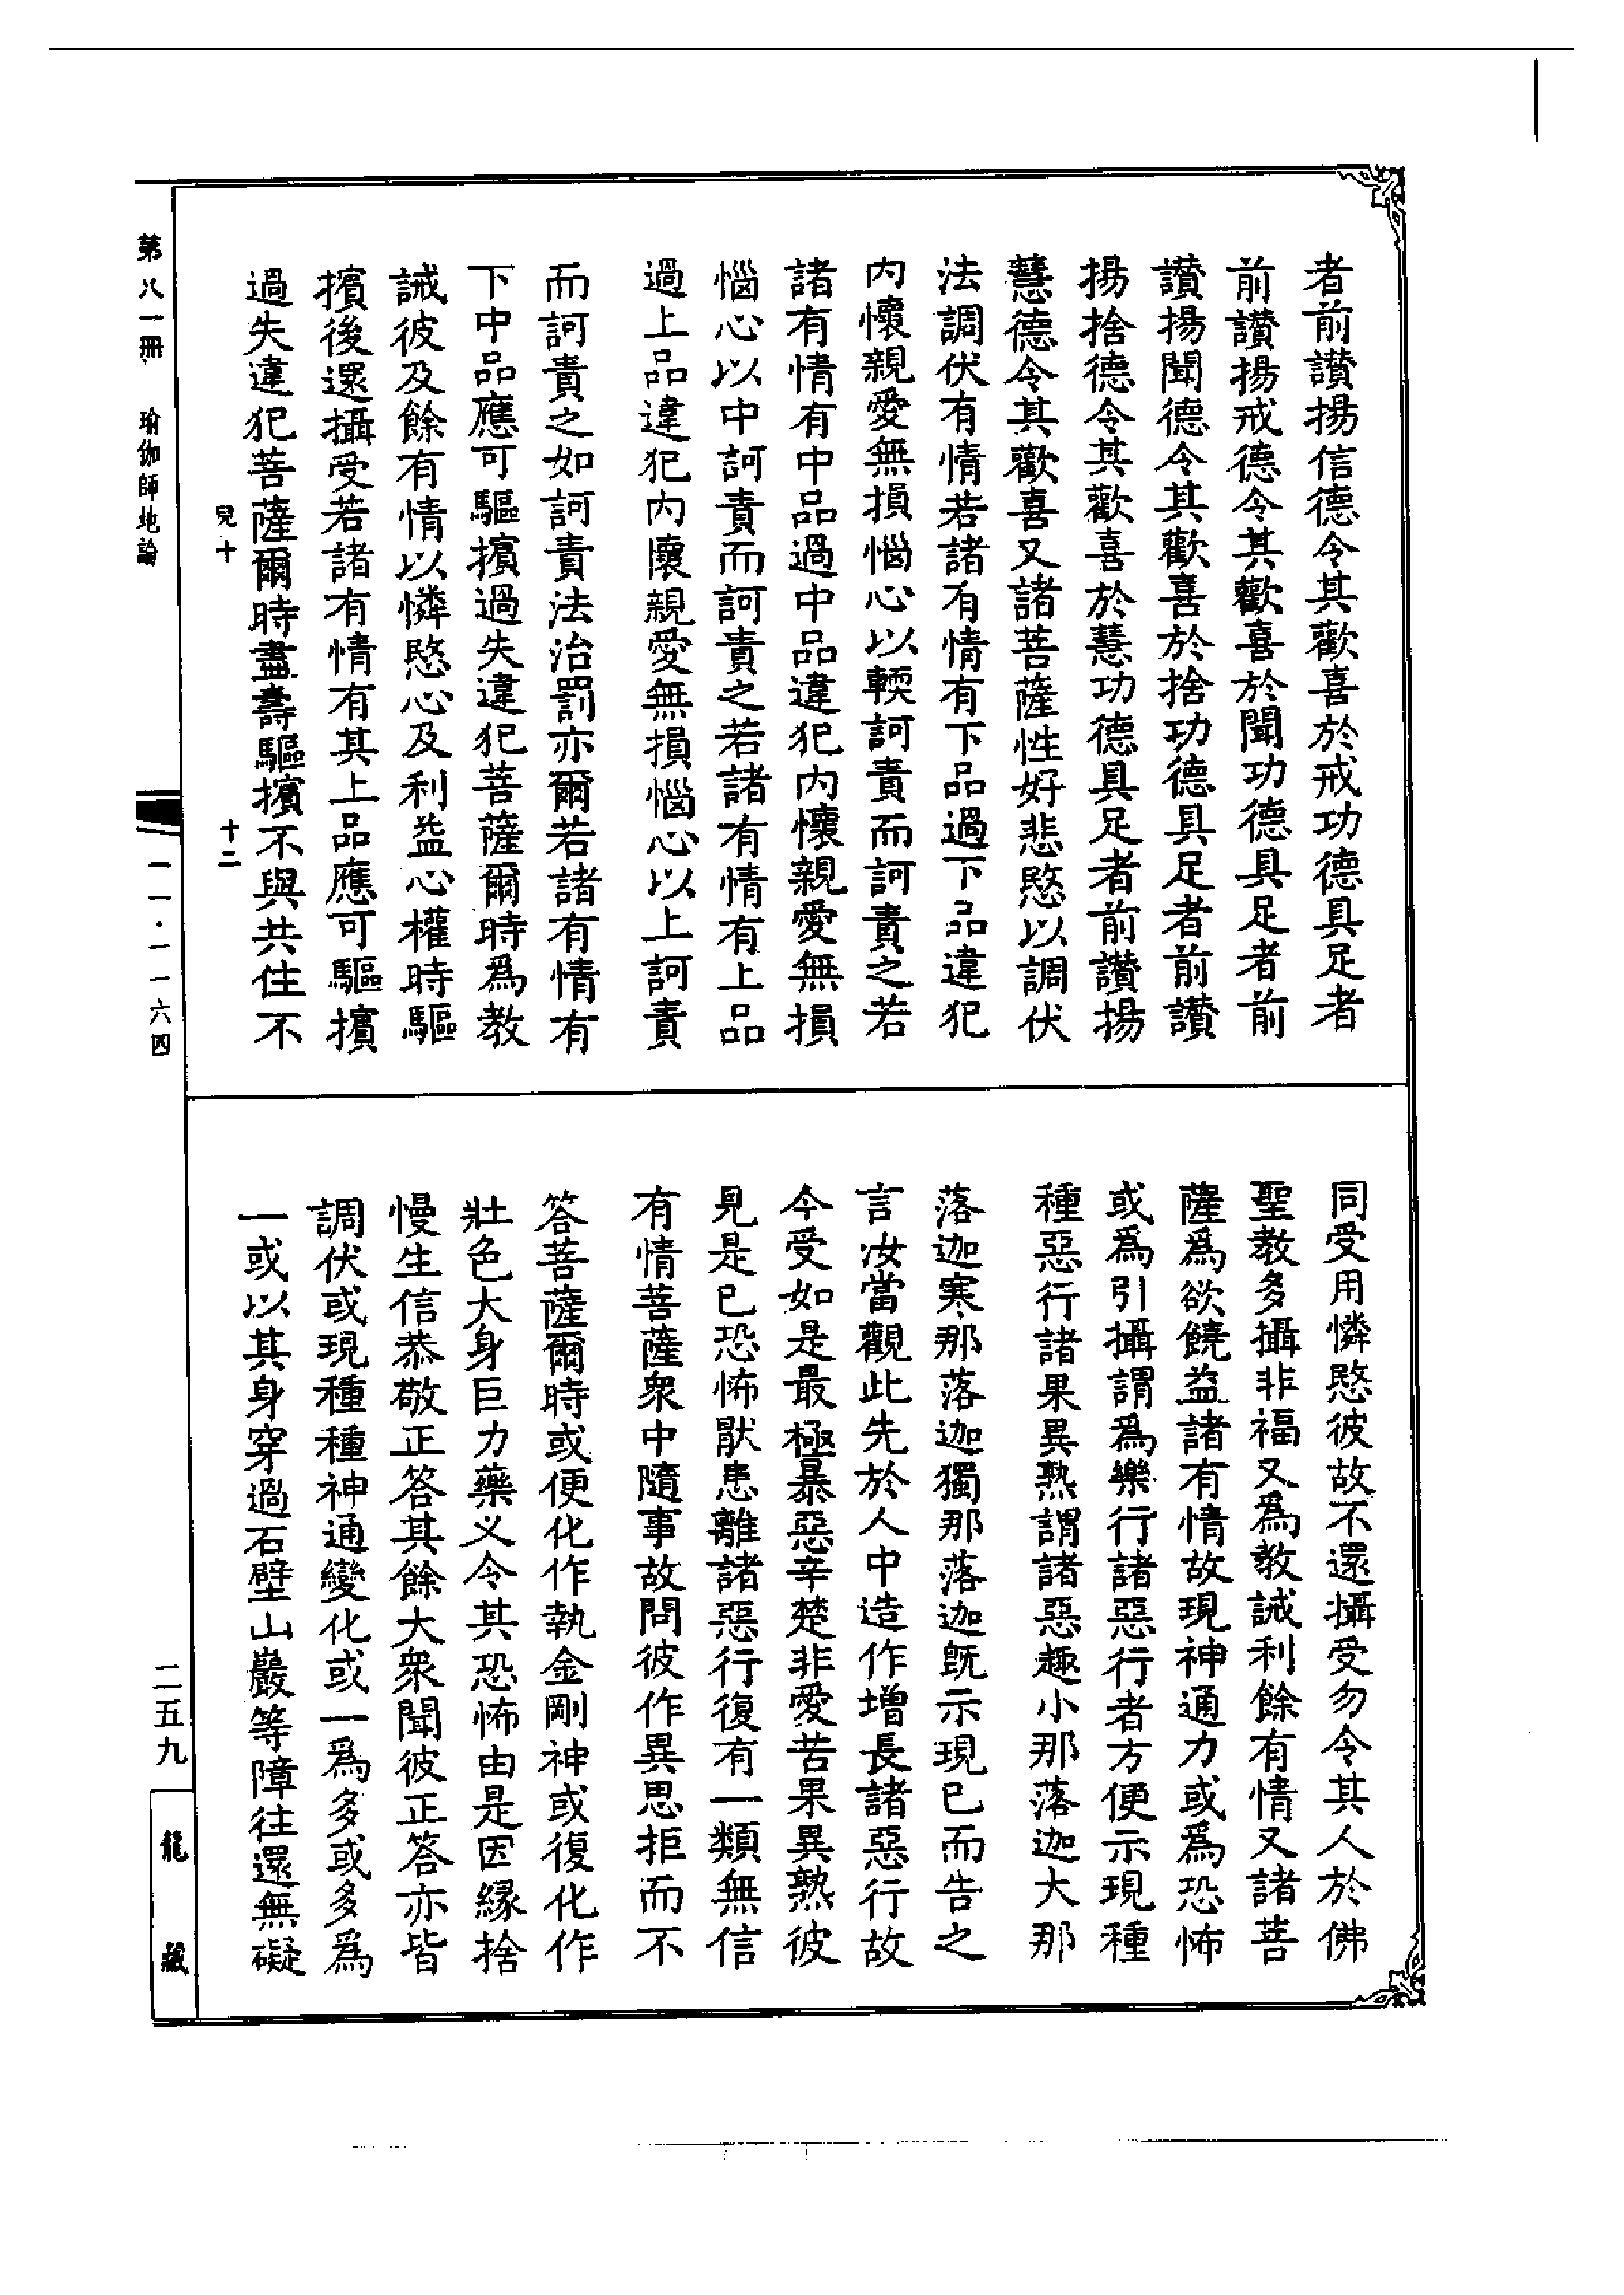 者前讚揚信德令其歡喜於戒功德具足者
前讚揚戒德令其歡喜於聞功德具足者前
讚揚聞德令其歡喜於捨功德具足者前讚
揚捨德令其歡喜於慧功德具足者前讚揚
慧德令其歡喜又諸菩薩性好悲愍以調伏
法調伏有情若諸有情有下品過下品違犯
內懷親愛無損惱心以輭訶責而訶責之若
諸有情有中品過中品違犯內懷親愛無損
惱心以中訶責而訶責之若諸有情有上品
過上品違犯內懷親愛無損惱心以上訶責
而訶責之如訶責法治罰亦爾若諸有情有
下中品應可驅擯過失違犯菩薩爾時為教
誡彼及餘有情以憐愍心及利益心權時驅
擯後還攝受若諸有情有其上品應可驅擯
過失違犯菩薩爾時盡壽驅擯不與共住不
兒十 十二
同受用憐愍彼故不還攝受勿令其人於佛
聖教多攝非福又為教誡利餘有情又諸菩
薩為欲饒益諸有情故現神通力或為恐怖
或為引攝謂為樂行諸惡行者方便示現種
種惡行諸果異熟謂諸惡趣小那落迦大那
落迦寒那落迦獨那落迦旣示現已而告之
言汝當觀此先於人中造作增長諸惡行故
今受如是最極暴惡辛楚非愛苦果異熟彼
見是已恐怖猒患離諸惡行復有一類無信
有情菩薩衆中隨事故問彼作異思拒而不
答菩薩爾時或便化作執金剛神或復化作
壯色大身巨力藥义令其恐怖由是因緣捨
慢生信恭敬正答其餘大衆聞彼正答亦皆
調伏或現種種神通變化或一為多或多為
一或以其身穿過石壁山巖等障往還無礙
第八一冊 瑜伽師地論
一一·一一六四
二五九
龍藏